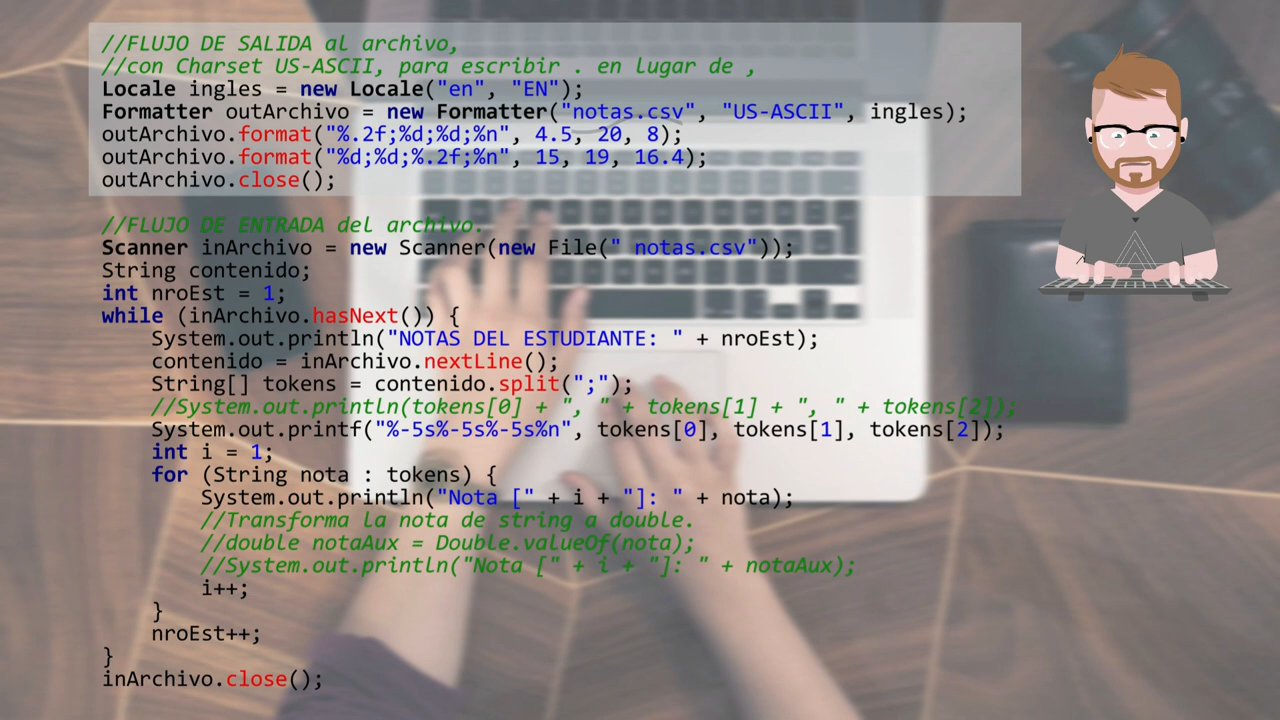 //FLUJO DE SALIDA al archivo,
//con Charset US-ASCII, para escribir . en lugar de ,
Locale ingles = new Locale("en", "EN");
Formatter outArchivo = new Formatter("notas.csv", "US-ASCII", ingles);
outArchivo.format("%.2f;%d;%d;%n", 4.5, 20, 8);
outArchivo.format("%d;%d;%.2f;%n", 15, 19, 16.4);
outArchivo.close();
//FLUJO DE ENTRADA del archivo.
Scanner inArchivo = new Scanner(new File(" notas.csv"));
String contenido;
int nroEst = 1;
while (inArchivo.hasNext()) {
System.out.println("NOTAS DEL ESTUDIANTE: " + nroEst);
contenido = inArchivo.nextLine();
String[] tokens = contenido.split(";");
//System.out.println(tokens[0] + ", " + tokens[1] + ", " + tokens[2]);
System.out.printf("%-5s%-5s%-5s%n", tokens[0], tokens[1], tokens[2]);
int i = 1;
for (String nota : tokens) {
System.out.println("Nota [" + i + "]: " + nota);
//Transforma la nota de string a double.
//double notaAux = Double.valueOf(nota);
//System.out.println("Nota [" + i + "]: " + notaAux);
i++;
}
nroEst++;
}
inArchivo.close();